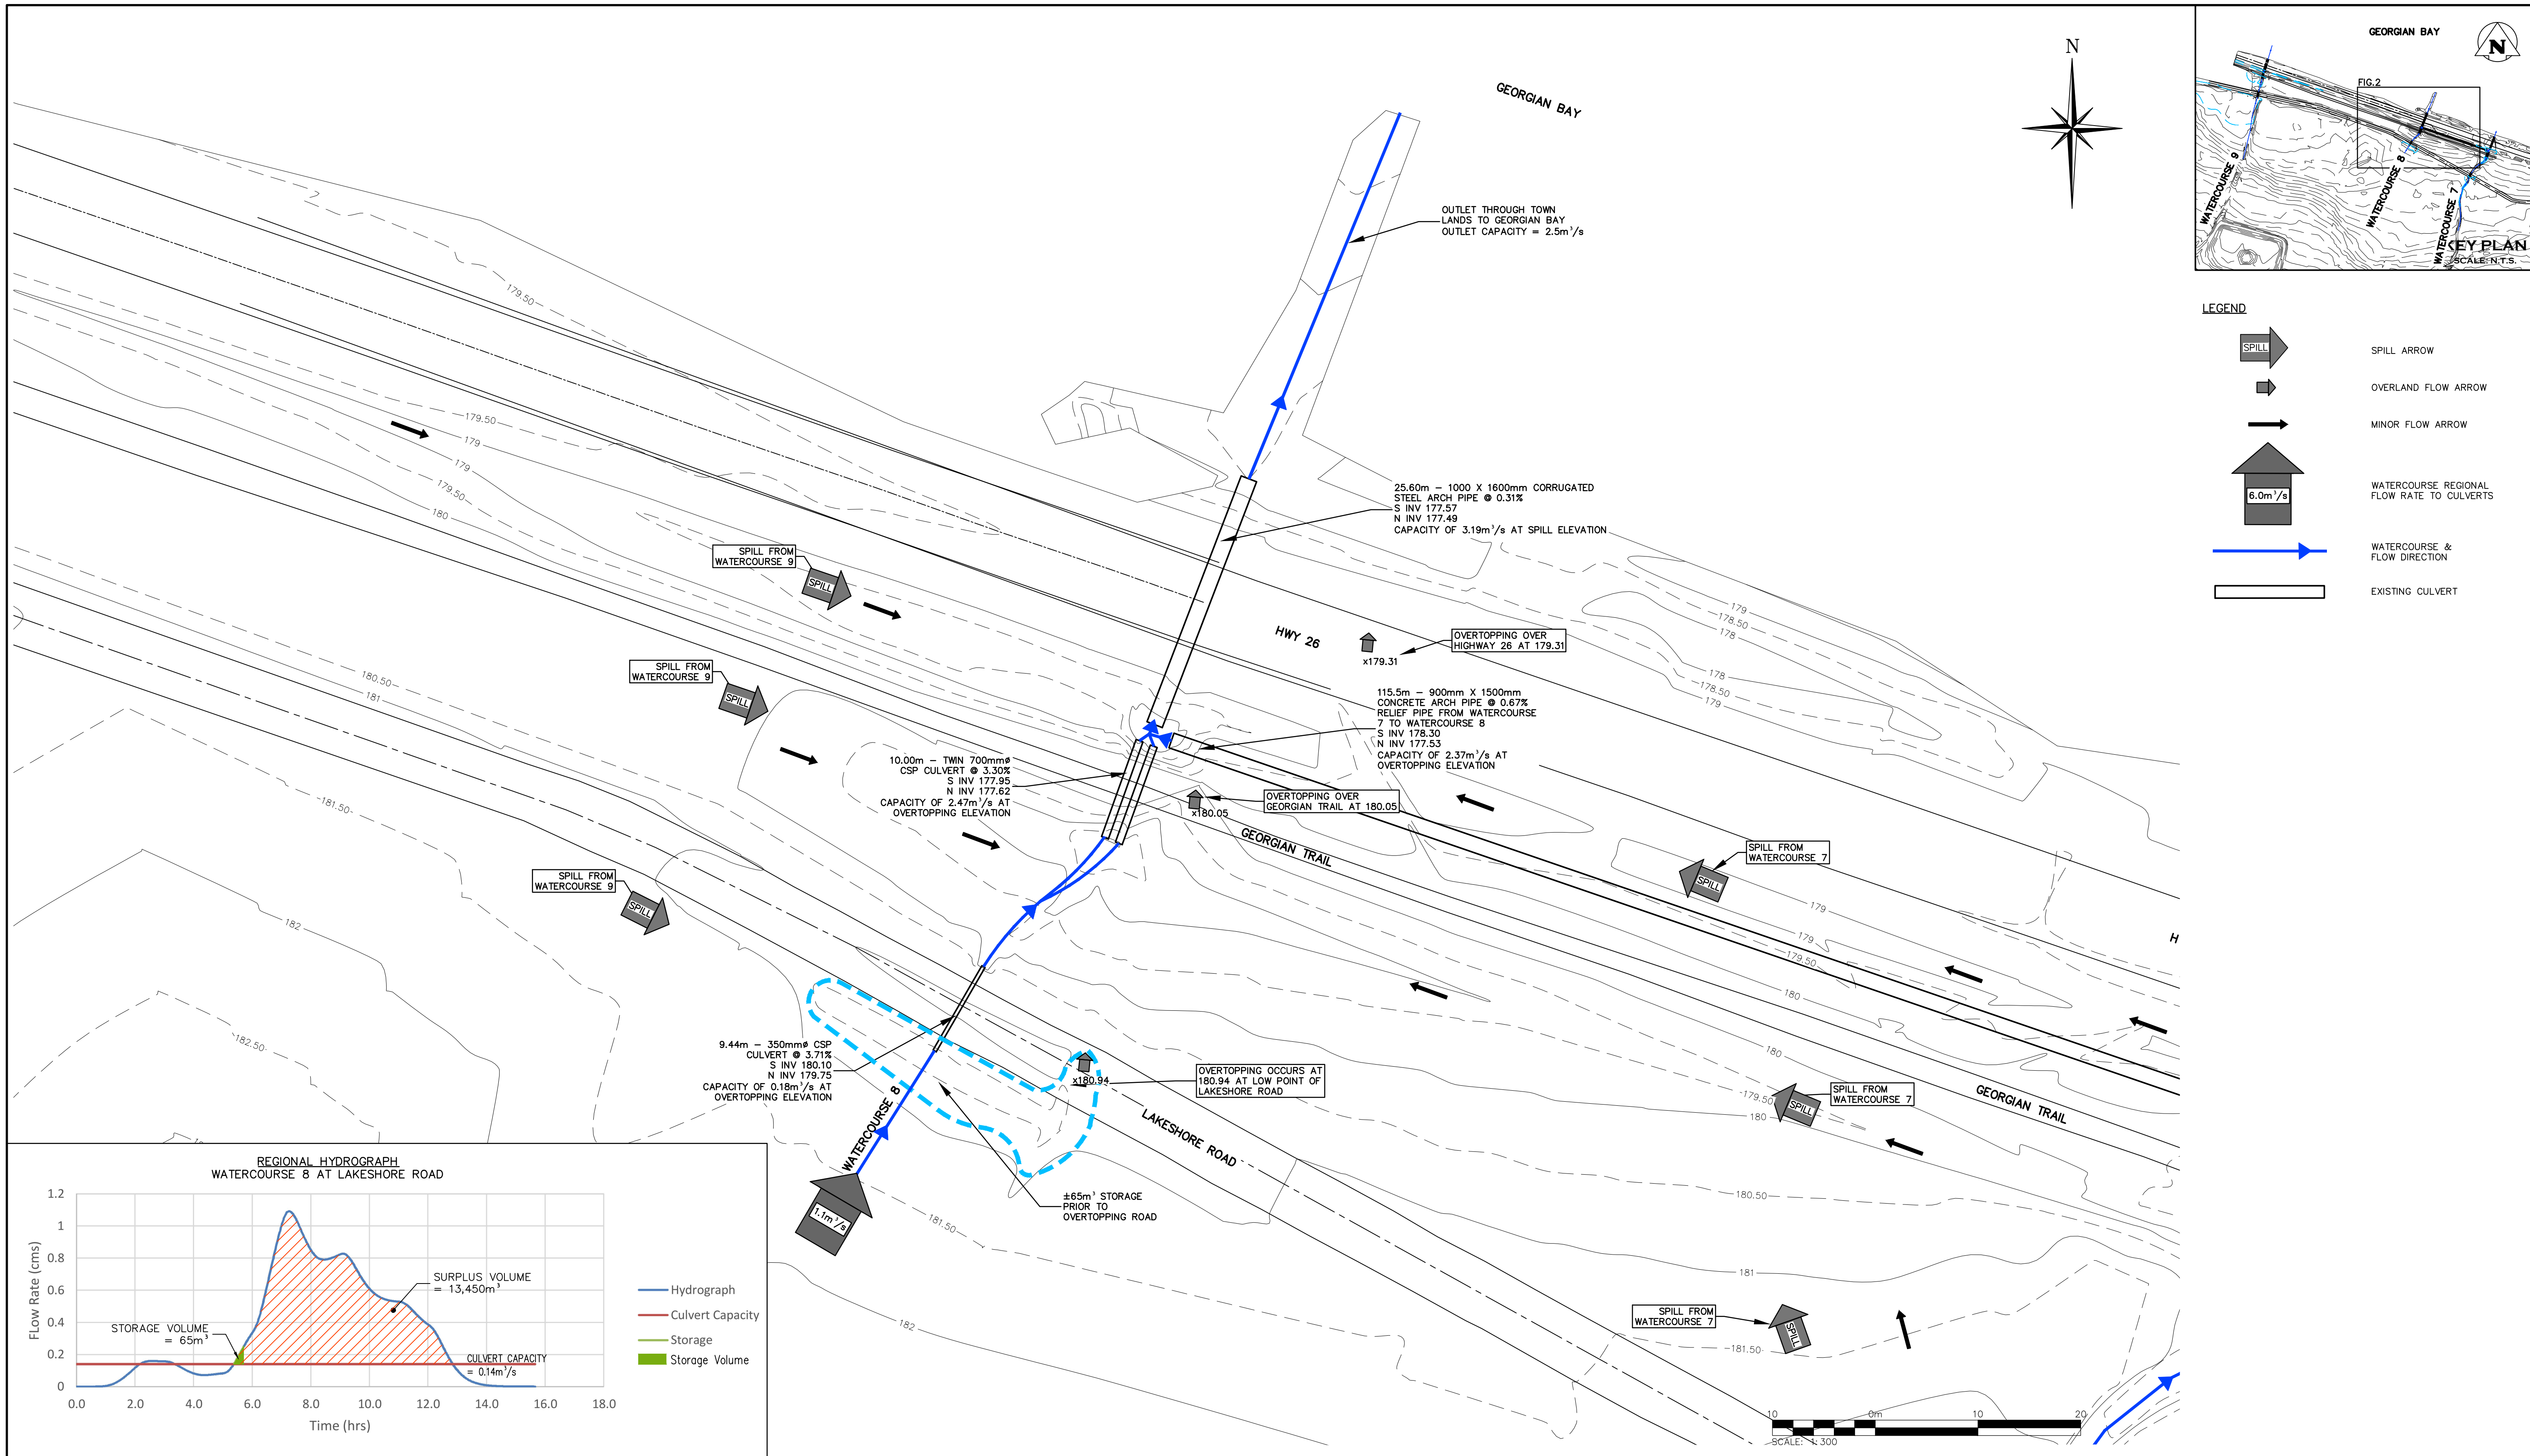 GEORGIAN BAY
N
GEORGIAN BAY
N
FIG.2
WATERCOURSE 9
WATERCOURSE 8
WATERCOURSE 7
KEY PLAN
SCALE: N.T.S.
LEGEND
SPILL
SPILL ARROW
OVERLAND FLOW ARROW
MINOR FLOW ARROW
6.0m³/s
WATERCOURSE REGIONAL
FLOW RATE TO CULVERTS
WATERCOURSE &
FLOW DIRECTION
EXISTING CULVERT
OUTLET THROUGH TOWN
LANDS TO GEORGIAN BAY
OUTLET CAPACITY = 2.5m³/s
179.50
179.50
179
179
179.50
180
25.60m – 1000 X 1600mm CORRUGATED
STEEL ARCH PIPE @ 0.31%
S INV 177.57
N INV 177.49
CAPACITY OF 3.19m³/s AT SPILL ELEVATION
SPILL FROM
WATERCOURSE 9
SPILL
HWY 26
OVERTOPPING OVER
HIGHWAY 26 AT 179.31
x179.31
179
178.50
178
178
178.50
179
SPILL FROM
WATERCOURSE 9
SPILL
180.50
181
115.5m – 900mm X 1500mm
CONCRETE ARCH PIPE @ 0.67%
RELIEF PIPE FROM WATERCOURSE
7 TO WATERCOURSE 8
S INV 178.30
N INV 177.53
CAPACITY OF 2.37m³/s AT
OVERTOPPING ELEVATION
10.00m – TWIN 700mmø
CSP CULVERT @ 3.30%
S INV 177.95
N INV 177.62
CAPACITY OF 2.47m³/s AT
OVERTOPPING ELEVATION
OVERTOPPING OVER
GEORGIAN TRAIL AT 180.05
x180.05
GEORGIAN TRAIL
181.50
SPILL FROM
WATERCOURSE 9
SPILL
182
SPILL FROM
WATERCOURSE 7
SPILL
179
179
179.50
180
H
182.50
9.44m – 350mmø CSP
CULVERT @ 3.71%
S INV 180.10
N INV 179.75
CAPACITY OF 0.18m³/s AT
OVERTOPPING ELEVATION
x180.94
OVERTOPPING OCCURS AT
180.94 AT LOW POINT OF
LAKESHORE ROAD
180
SPILL FROM
WATERCOURSE 7
SPILL
179.50
180
GEORGIAN TRAIL
WATERCOURSE 8
LAKESHORE ROAD
1.1m³/s
±65m³ STORAGE
PRIOR TO
OVERTOPPING ROAD
181.50
180.50
181
182
SPILL FROM
WATERCOURSE 7
SPILL
181.50
10 0m 10 20
SCALE: 1:300
REGIONAL HYDROGRAPH
WATERCOURSE 8 AT LAKESHORE ROAD
FLow Rate (cms)
1.2
1
0.8
0.6
0.4
0.2
0
SURPLUS VOLUME
= 13,450m³
STORAGE VOLUME
= 65m³
CULVERT CAPACITY
= 0.14m³/s
0.0 2.0 4.0 6.0 8.0 10.0 12.0 14.0 16.0 18.0
Time (hrs)
Hydrograph
Culvert Capacity
Storage
Storage Volume